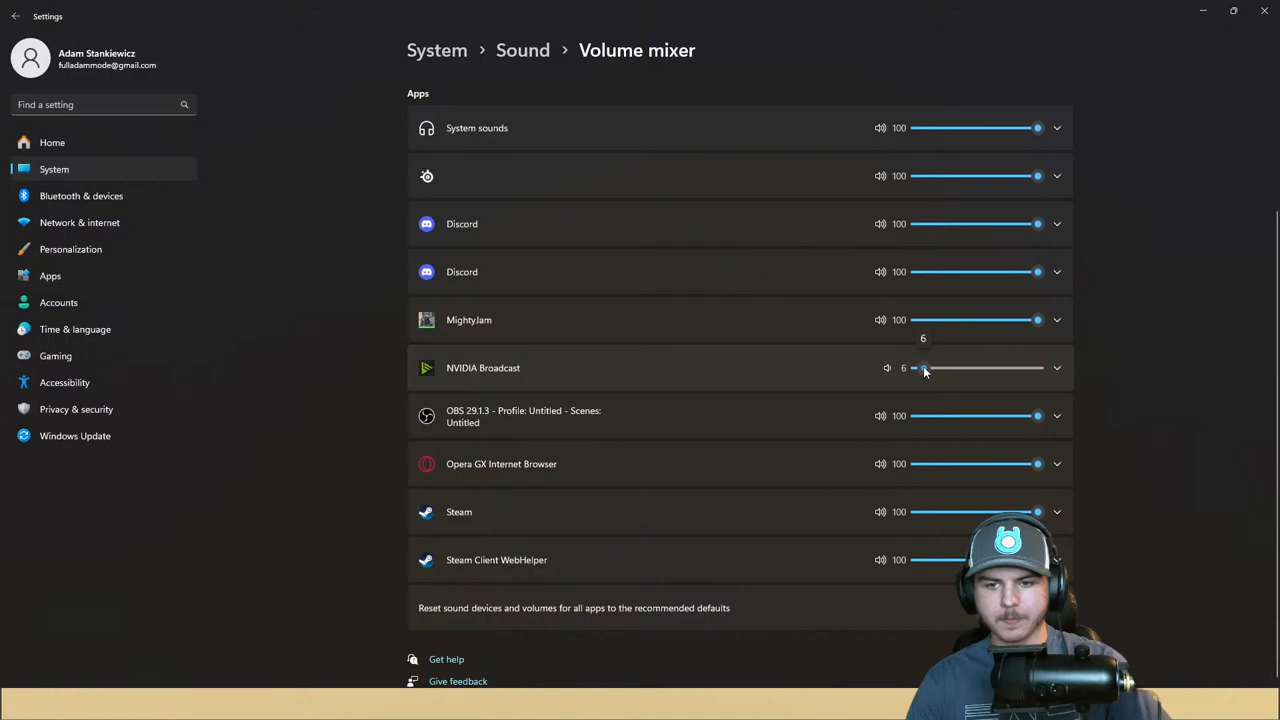 Settings
Adam Stankiewicz
fulladammode@gmail.com
Find a setting
Home
System
Bluetooth & devices
Network & internet
Personalization
Apps
Accounts
Time & language
Gaming
Accessibility
Privacy & security
Windows Update
System > Sound > Volume mixer
Apps
System sounds 100
100
Discord 100
Discord 100
MightyJam 100
6
NVIDIA Broadcast 6
OBS 29.1.3 - Profile: Untitled - Scenes:
Untitled 100
Opera GX Internet Browser 100
Steam 100
Steam Client WebHelper 100
Reset sound devices and volumes for all apps to the recommended defaults
Get help
Give feedback